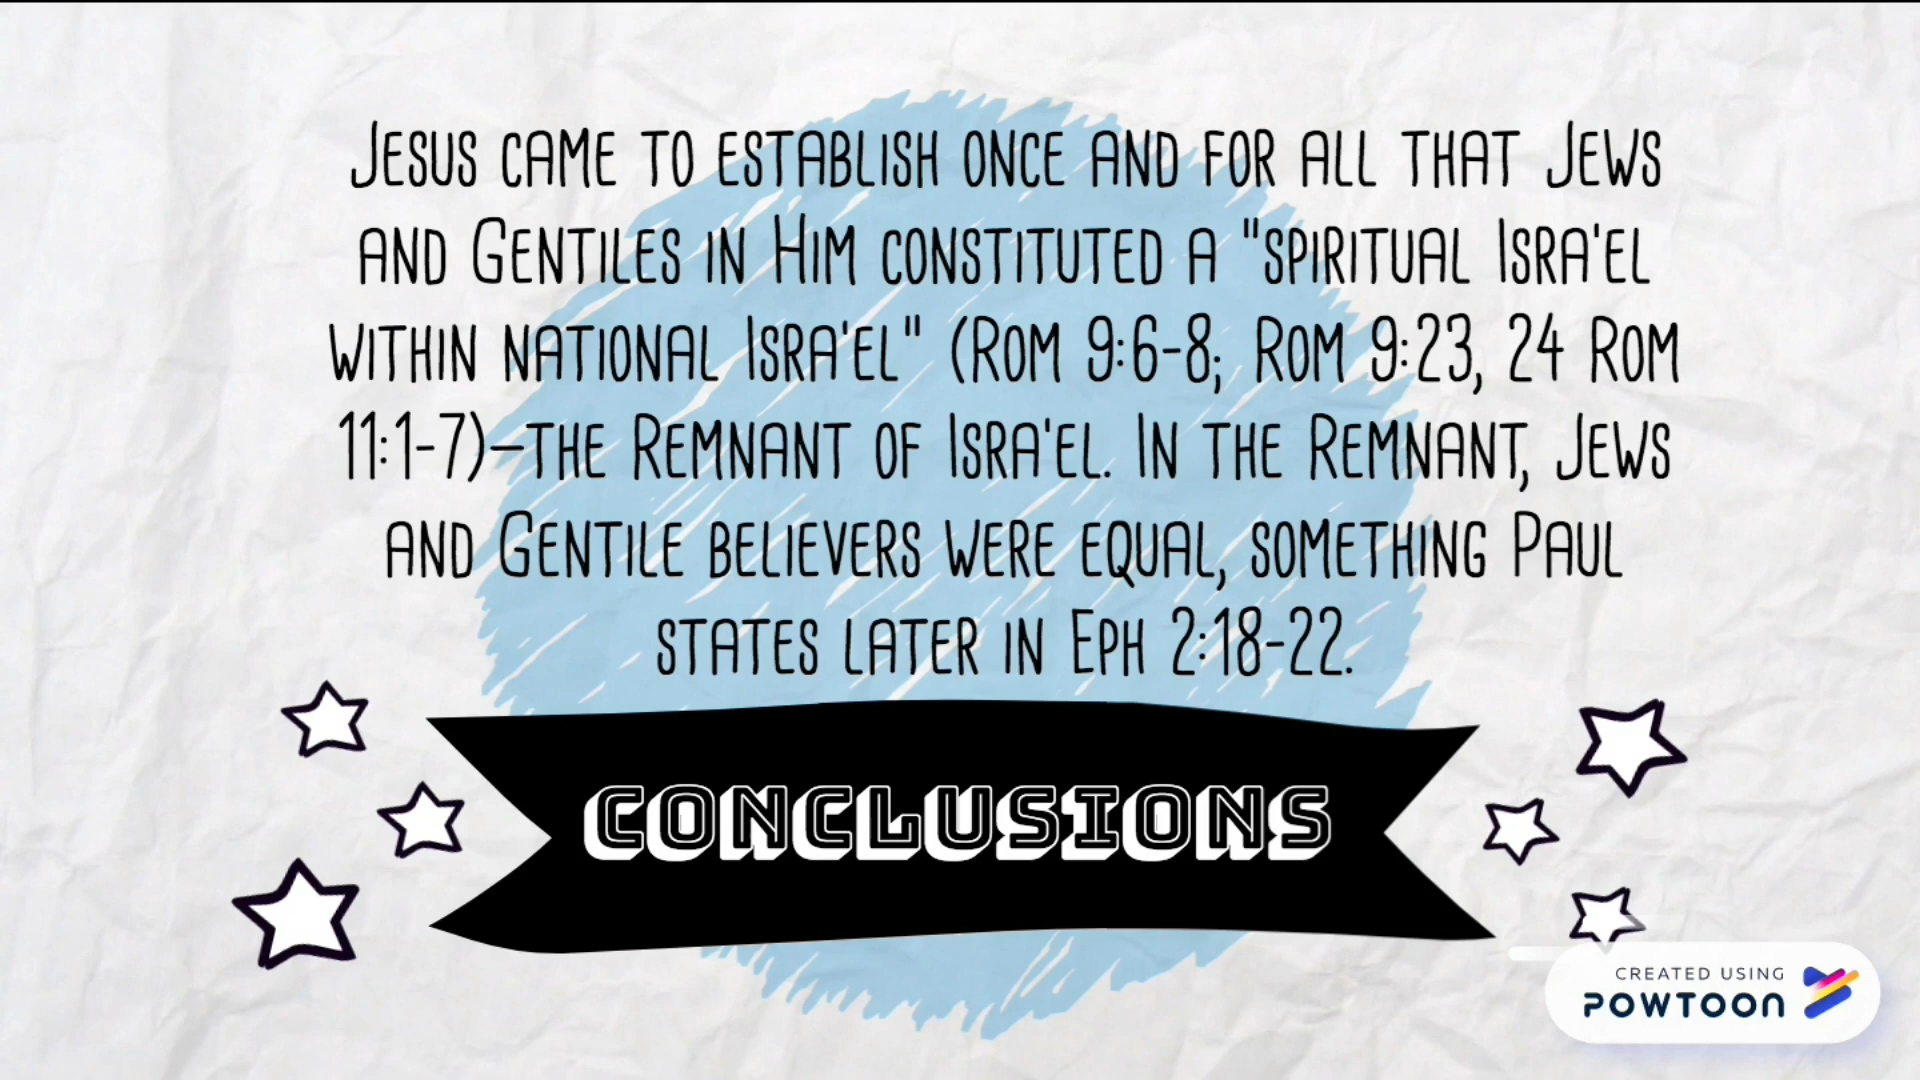 Jesus came to establish once and for all that Jews
and Gentiles in Him constituted a "spiritual Isra'el
within national Isra'el" (Rom 9:6-8; Rom 9:23, 24 Rom
11:1-7)—the Remnant of Isra'el. In the Remnant, Jews
and Gentile believers were equal, something Paul
states later in Eph 2:18-22.
CONCLUSIONS
CREATED USING
POWTOON